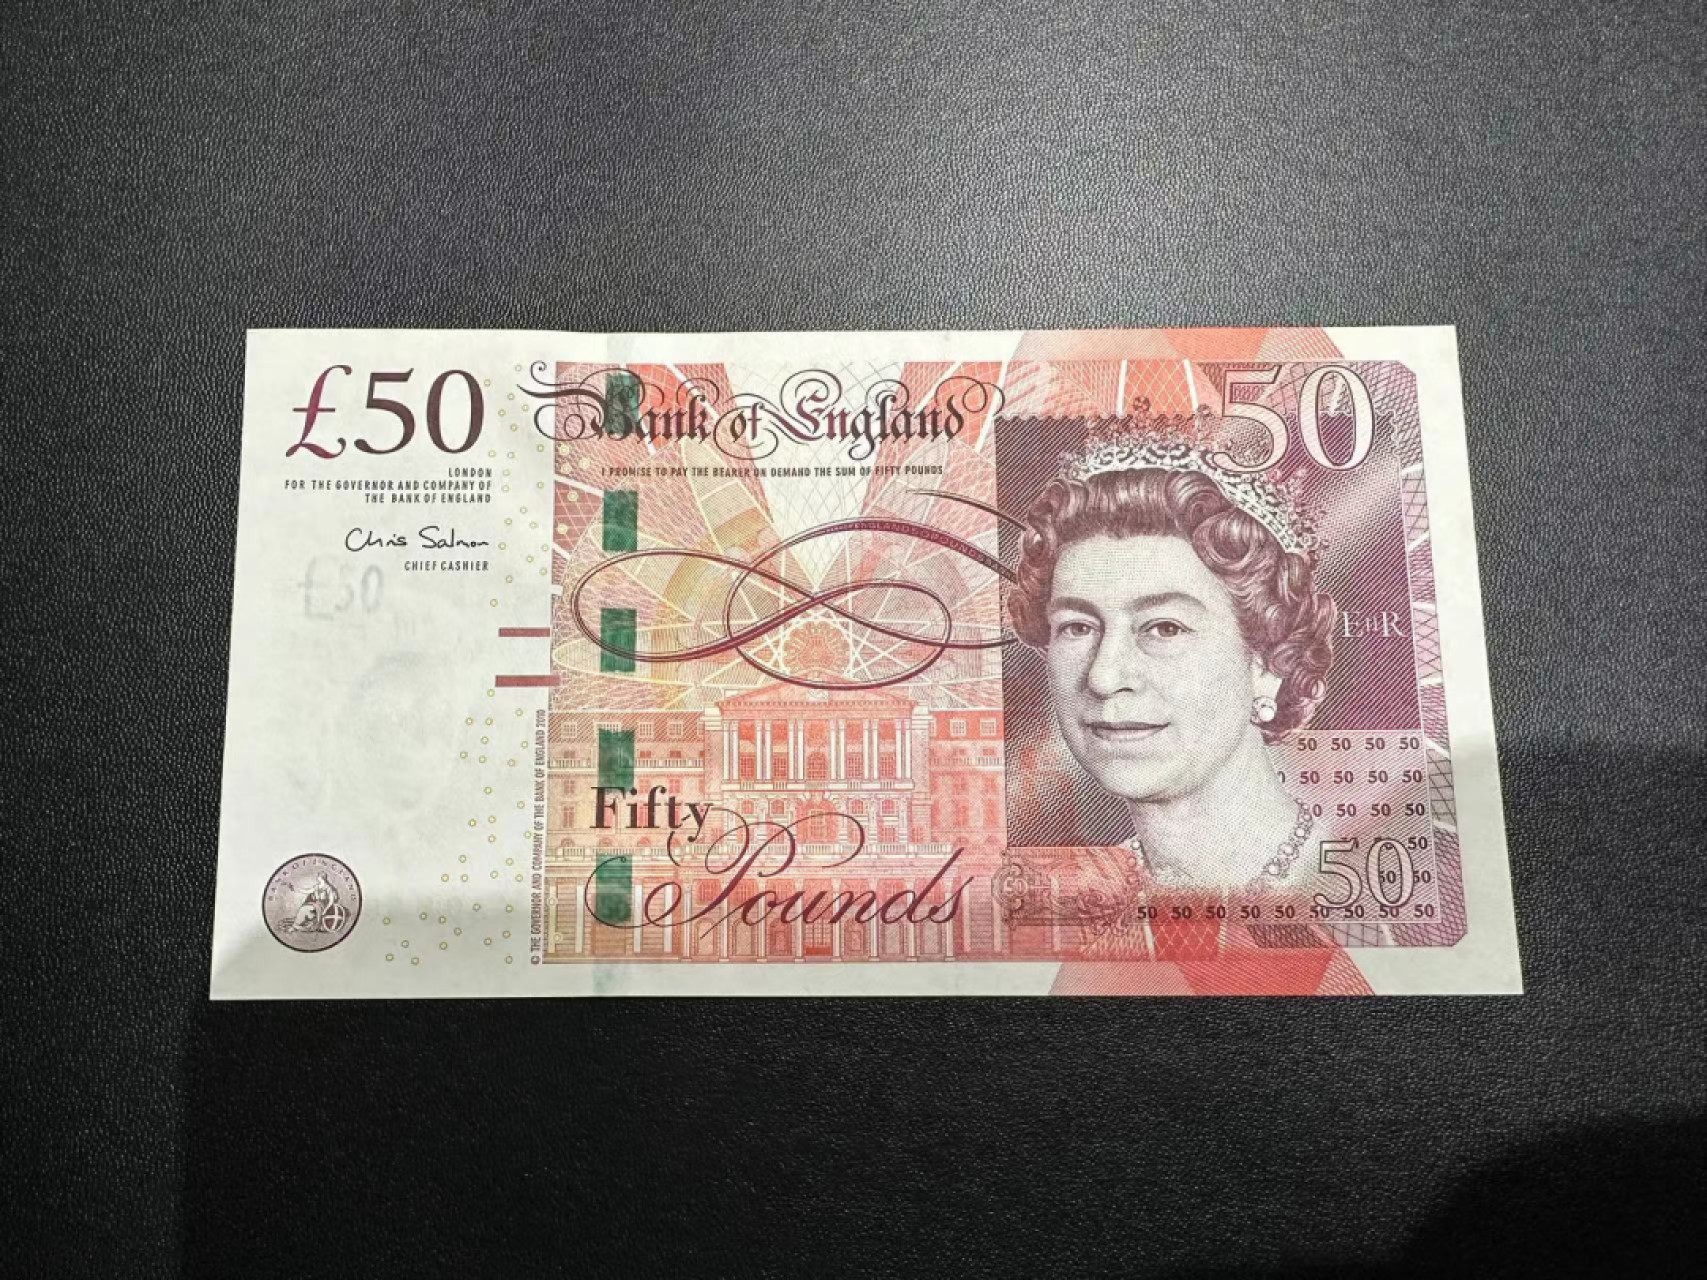 £50
LONDON
FOR THE GOVERNOR AND COMPANY OF
THE BANK OF ENGLAND
Chris Salmon
CHIEF CASHIER
£50
Bank of England
I PROMISE TO PAY THE BEARER ON DEMAND THE SUM OF FIFTY POUNDS
50
EIIR
© THE GOVERNOR AND COMPANY OF THE BANK OF ENGLAND 2010
Fifty
Pounds
50 50 50 50
50 50 50 50
50 50 50
50
50 50
50 50 50 50 50 50 50 50 50
50
BANK OF ENGLAND